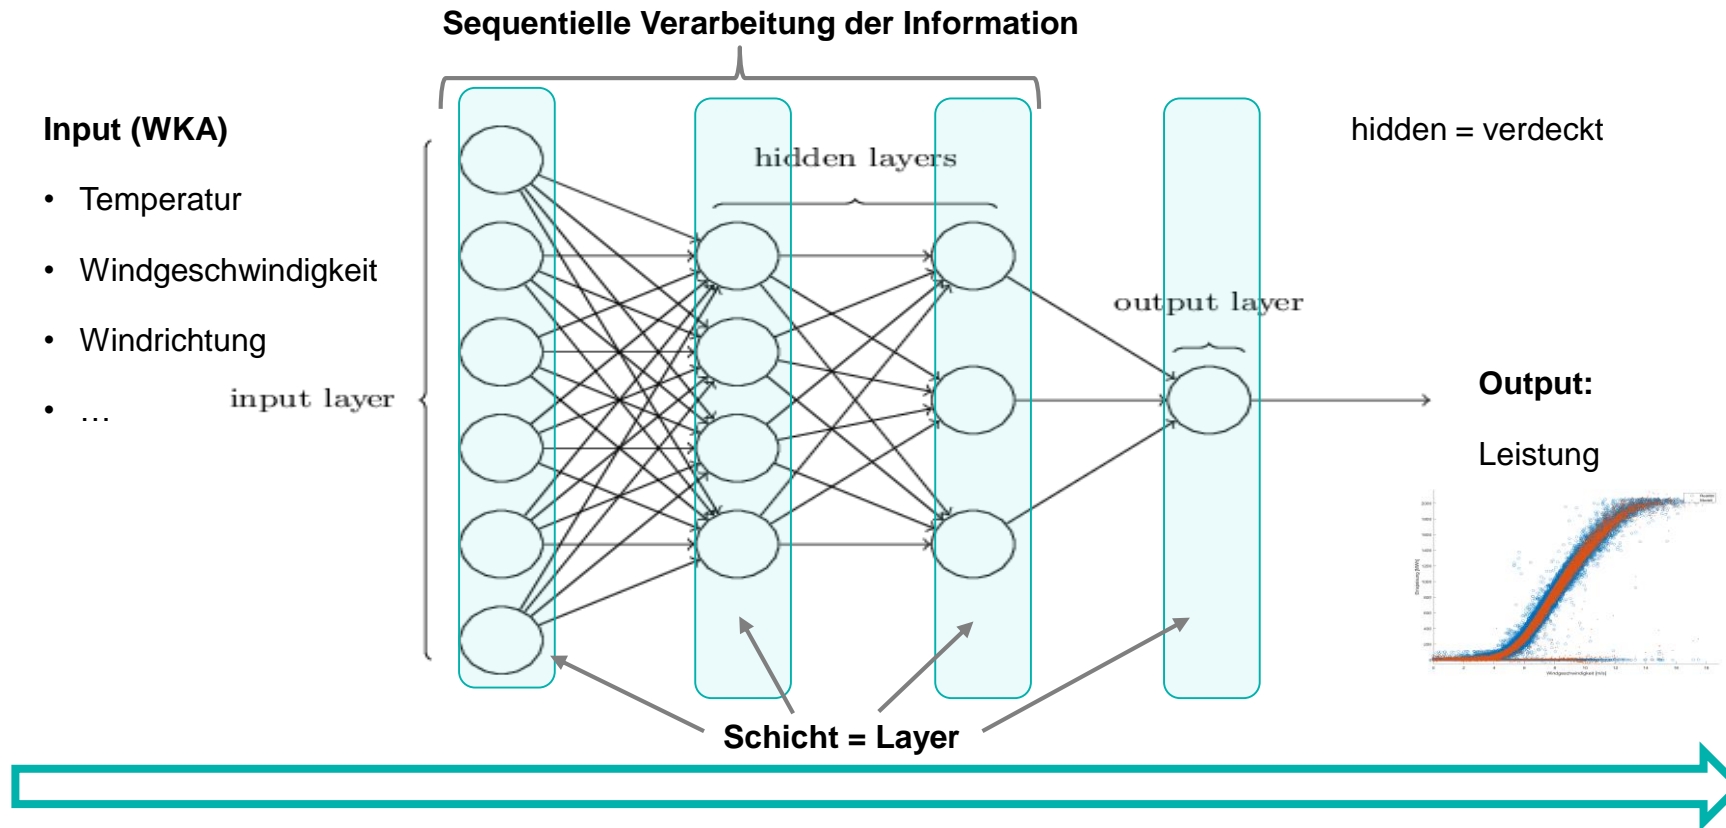 Sequentielle Verarbeitung der Information
Input (WKA)
• Temperatur
• Windgeschwindigkeit
• Windrichtung
• …
input layer
hidden layers
hidden = verdeckt
output layer
Output:
Leistung
Windgeschwindigkeit [m/s]
Schicht = Layer